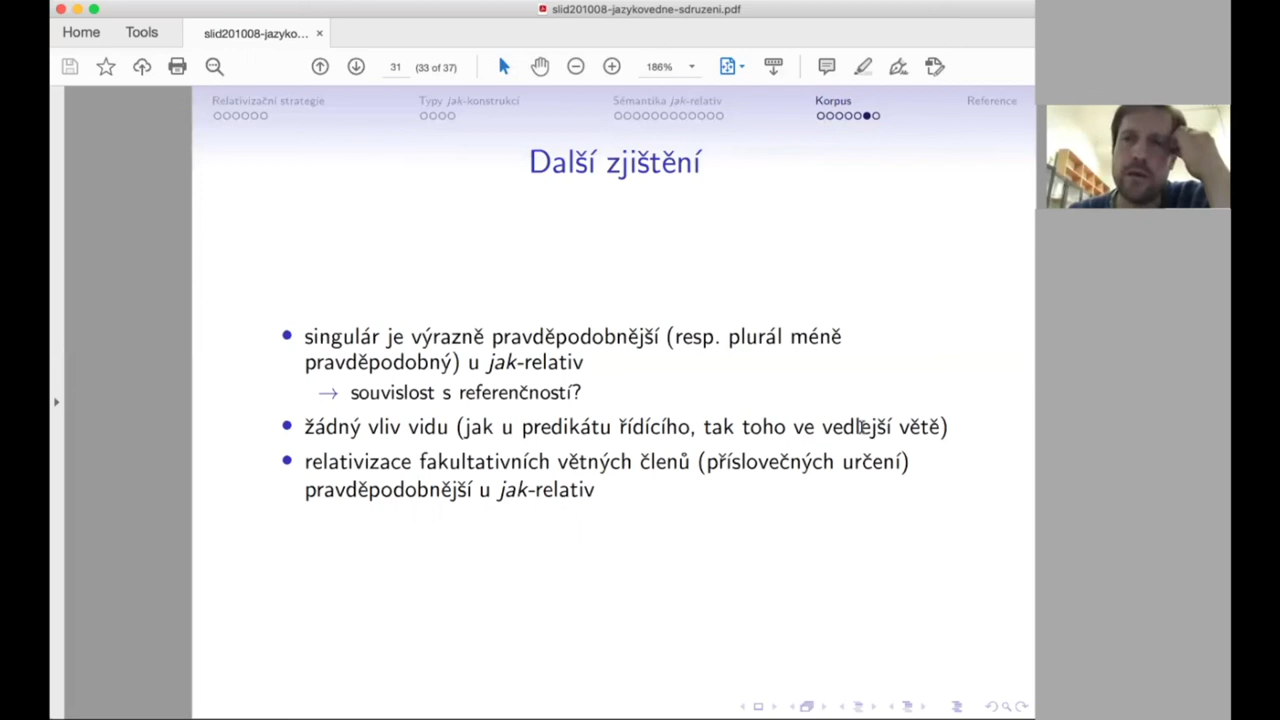 slid201008-jazykovedne-sdruzeni.pdf
Home Tools slid201008-jazyko... ×
31 (33 of 37) 186%
Relativizační strategie Typy jak-konstrukcí Sémantika jak-relativ Korpus Reference
Další zjištění
• singulár je výrazně pravděpodobnější (resp. plurál méně
pravděpodobný) u jak-relativ
→ souvislost s referenčností?
• žádný vliv vidu (jak u predikátu řídícího, tak toho ve vedlejší větě)
• relativizace fakultativních větných členů (příslovečných určení)
pravděpodobnější u jak-relativ